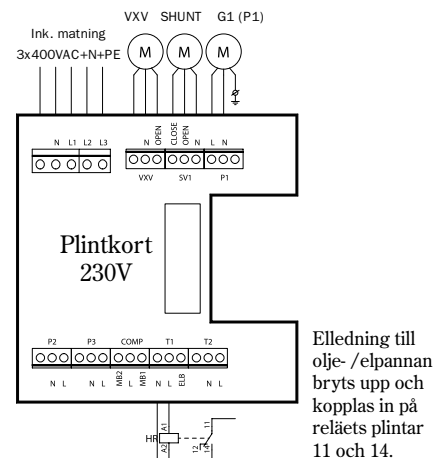 VXV SHUNT G1 (P1)
Ink. matning
3x400VAC+N+PE
M M M
N OPEN CLOSE OPEN N L N
N L1 L2 L3
VXV SV1 P1
Plintkort
230V
P2 P3 COMP T1 T2
N L N L MB2 L MB1 N L ELB N L
Elledning till
olje- /elpannan
bryts upp och
kopplas in på
reläets plintar
11 och 14.
A1 11
HR
A2 12 14